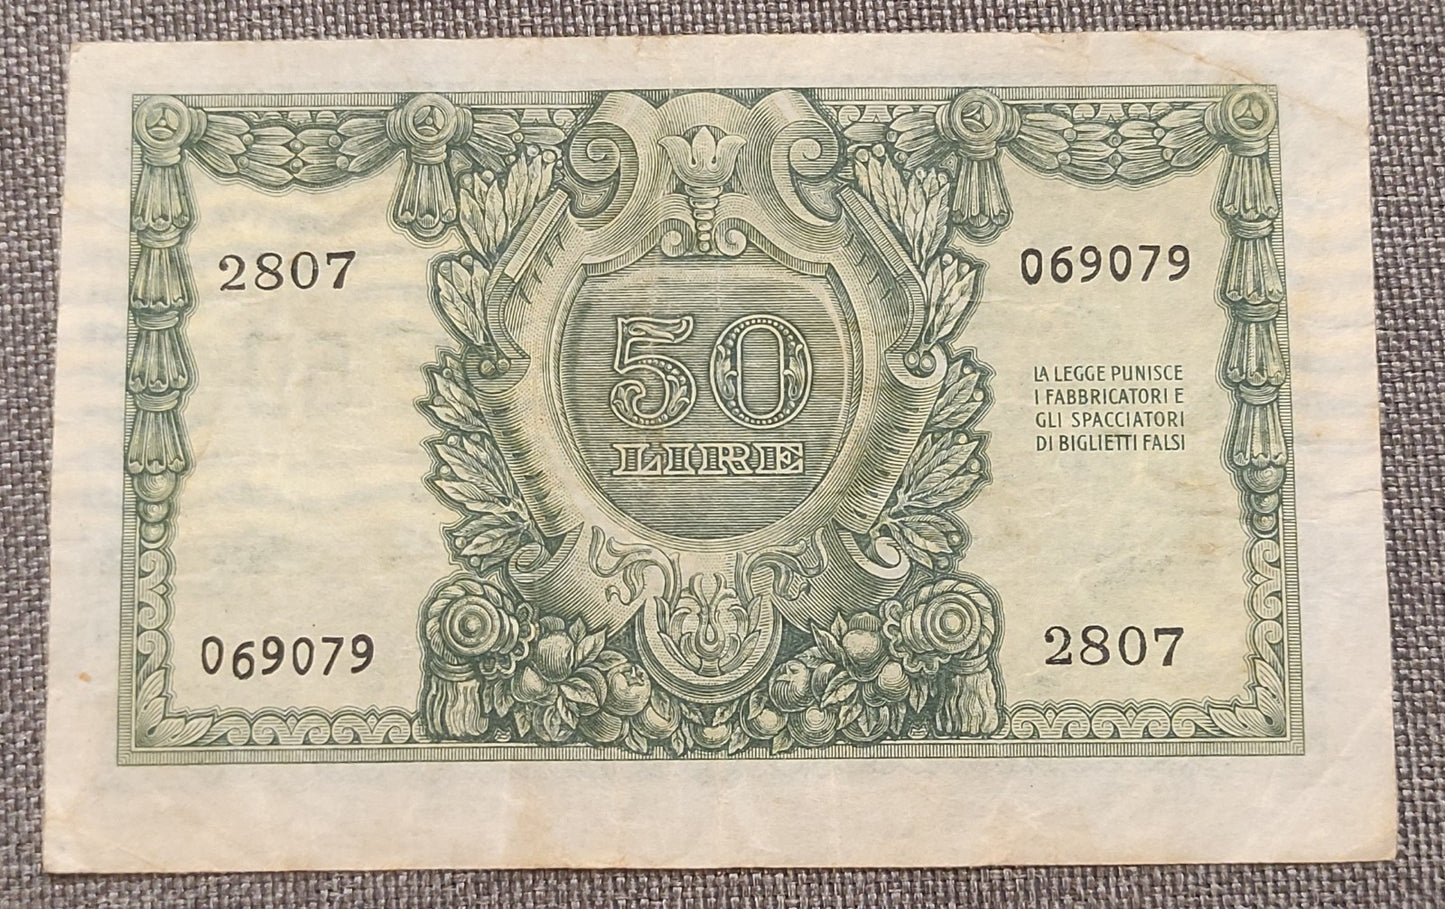 2807
069079
50
LIRE
LA LEGGE PUNISCE
I FABBRICATORI E
GLI SPACCIATORI
DI BIGLIETTI FALSI
069079
2807